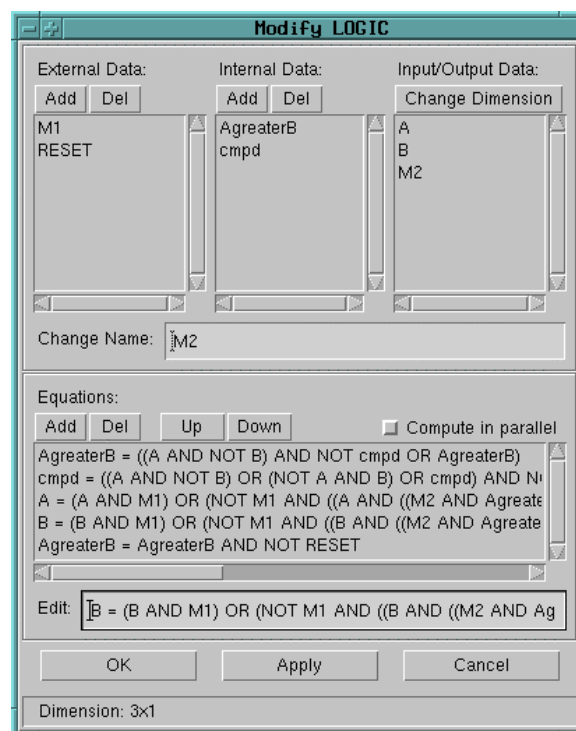 Modify LOGIC
External Data: Internal Data: Input/Output Data:
Add Del Add Del Change Dimension
M1 AgreaterB A
RESET cmpd B
M2
Change Name: M2
Equations:
Add Del Up Down Compute in parallel
AgreaterB = ((A AND NOT B) AND NOT cmpd OR AgreaterB)
cmpd = ((A AND NOT B) OR (NOT A AND B) OR cmpd) AND
A = (A AND M1) OR (NOT M1 AND ((A AND ((M2 AND Agreate
B = (B AND M1) OR (NOT M1 AND ((B AND ((M2 AND Agreate
AgreaterB = AgreaterB AND NOT RESET
Edit: B = (B AND M1) OR (NOT M1 AND ((B AND ((M2 AND Ag
OK Apply Cancel
Dimension: 3x1